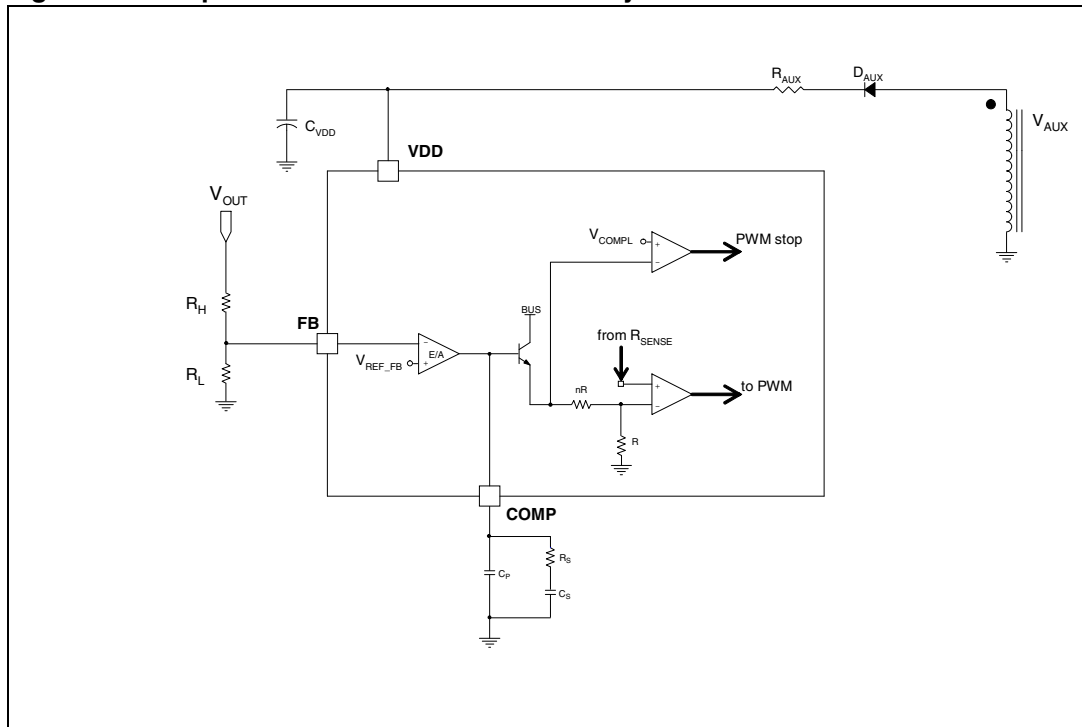 R_AUX
D_AUX
V_AUX
C_VDD
VDD
V_OUT
V_COMPL
+
−
PWM stop
R_H
BUS
FB
from R_SENSE
−
E/A
V_REF_FB
+
+
to PWM
nR
−
R_L
R
COMP
R_S
C_P
C_S